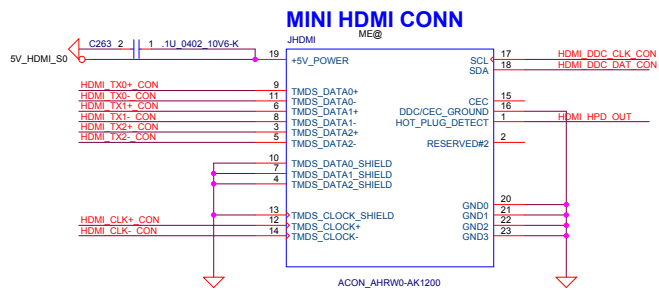 MINI HDMI CONN
ME@
JHDMI
C263 2 1 .1U_0402_10V6-K
5V_HDMI_S0
19 +5V_POWER
SCL 17 HDMI_DDC_CLK_CON
SDA 18 HDMI_DDC_DAT_CON
HDMI_TX0+_CON 9 TMDS_DATA0+
HDMI_TX0-_CON 11 TMDS_DATA0-
HDMI_TX1+_CON 6 TMDS_DATA1+
HDMI_TX1-_CON 8 TMDS_DATA1-
HDMI_TX2+_CON 3 TMDS_DATA2+
HDMI_TX2-_CON 5 TMDS_DATA2-
CEC 15
DDC/CEC_GROUND 16
HOT_PLUG_DETECT 1 HDMI_HPD_OUT
RESERVED#2 2
10 TMDS_DATA0_SHIELD
7 TMDS_DATA1_SHIELD
4 TMDS_DATA2_SHIELD
13 TMDS_CLOCK_SHIELD
HDMI_CLK+_CON 12 TMDS_CLOCK+
HDMI_CLK-_CON 14 TMDS_CLOCK-
GND0 20
GND1 21
GND2 22
GND3 23
ACON_AHRW0-AK1200